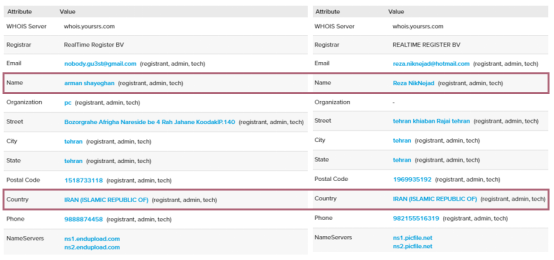 Attribute Value
WHOIS Server whois.yoursrs.com
Registrar RealTime Register BV
Email nobody.gu3st@gmail.com (registrant, admin, tech)
Name arman shayeghan (registrant, admin, tech)
Organization pc (registrant, admin, tech)
Street Bozorgrahe Afrigha Nareside be 4 Rah Jahane KoodakIP.140 (registrant, admin, tech)
City tehran (registrant, admin, tech)
State tehran (registrant, admin, tech)
Postal Code 1518733118 (registrant, admin, tech)
Country IRAN (ISLAMIC REPUBLIC OF) (registrant, admin, tech)
Phone 9888874458 (registrant, admin, tech)
NameServers ns1.endupload.com
ns2.endupload.com
Attribute Value
WHOIS Server whois.yoursrs.com
Registrar REALTIME REGISTER BV
Email reza.niknejad@hotmail.com (registrant, admin, tech)
Name Reza NikNejad (registrant, admin, tech)
Organization -
Street tehran khiaban Rajai tehran (registrant, admin, tech)
City tehran (registrant, admin, tech)
State tehran (registrant, admin, tech)
Postal Code 1969935192 (registrant, admin, tech)
Country IRAN (ISLAMIC REPUBLIC OF) (registrant, admin, tech)
Phone 982155516319 (registrant, admin, tech)
NameServers ns1.picfile.net
ns2.picfile.net